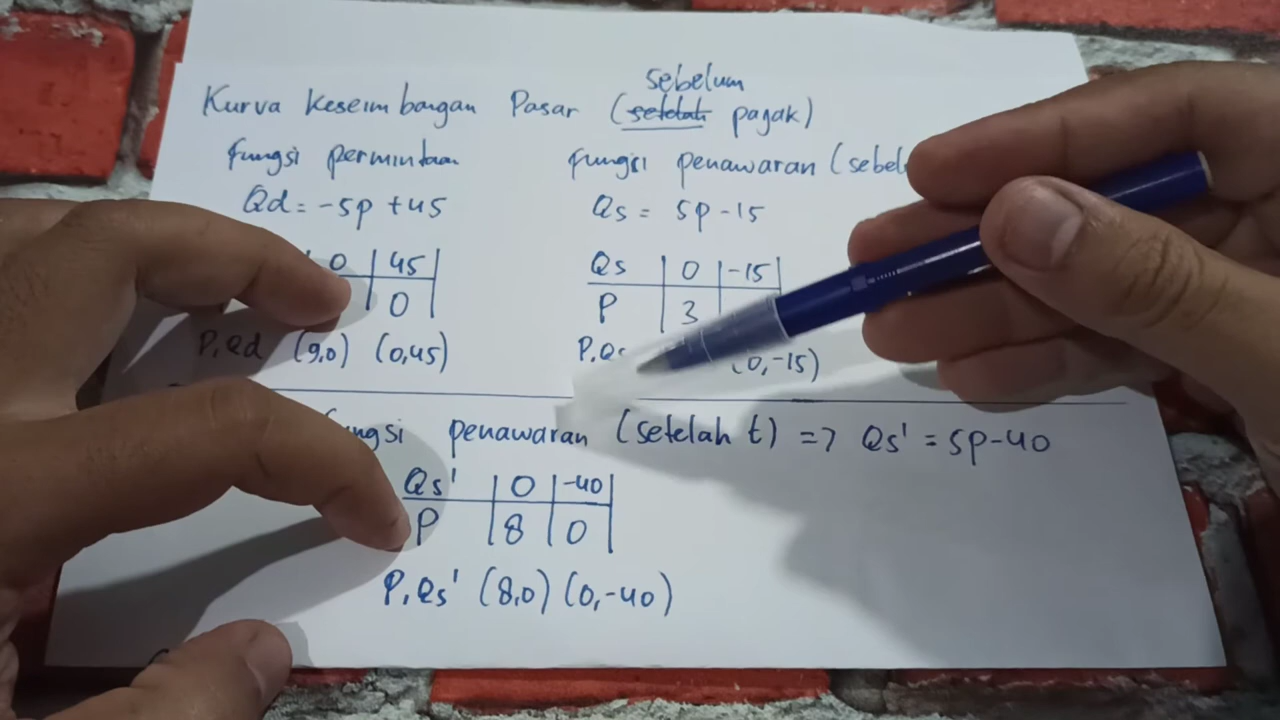 sebelum
Kurva Keseimbangan Pasar (setelah pajak)
fungsi permintaan
fungsi penawaran (sebel
Qd = -5p + 45
Qs = 5p - 15
0 | 45
0
P,Qd (9,0) (0,45)
Qs | 0 | -15
P | 3
P,Qs (0,-15)
fungsi penawaran (setelah t) => Qs' = 5p - 40
Qs' | 0 | -40
P | 8 | 0
P,Qs' (8,0) (0,-40)